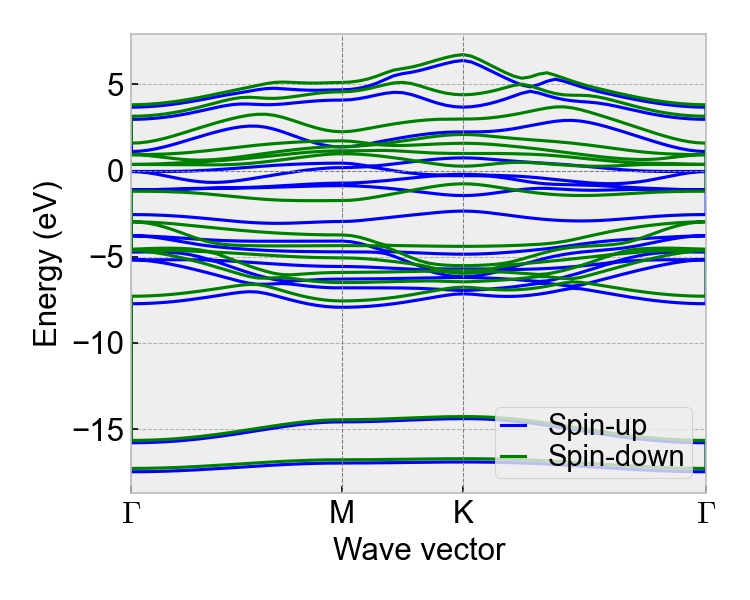 Energy (eV)
5
0
−5
−10
−15
Spin-up
Spin-down
Γ M K Γ
Wave vector